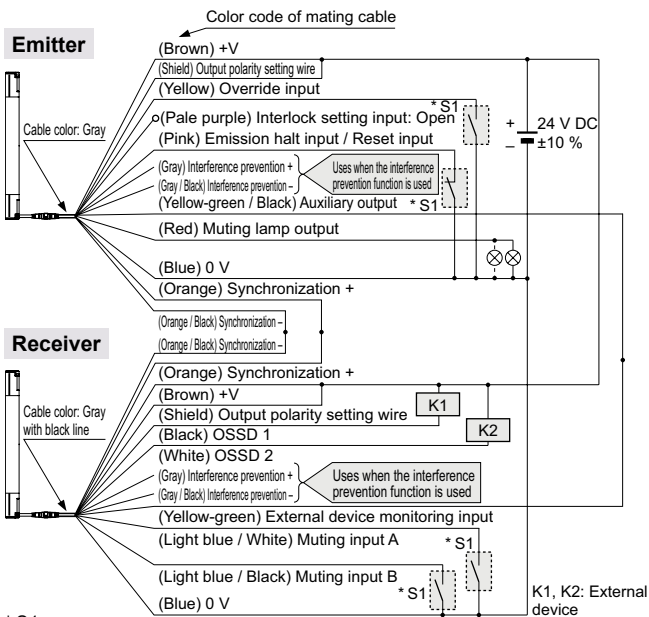 Color code of mating cable
Emitter
(Brown) +V
(Shield) Output polarity setting wire
(Yellow) Override input
* S1
(Pale purple) Interlock setting input: Open
+ 24 V DC
– ±10 %
Cable color: Gray
(Pink) Emission halt input / Reset input
(Gray) Interference prevention +
(Gray / Black) Interference prevention –
Uses when the interference
prevention function is used
(Yellow-green / Black) Auxiliary output
* S1
(Red) Muting lamp output
(Blue) 0 V
(Orange) Synchronization +
(Orange / Black) Synchronization –
Receiver
(Orange / Black) Synchronization –
(Orange) Synchronization +
(Brown) +V
(Shield) Output polarity setting wire
K1
Cable color: Gray
with black line
(Black) OSSD 1
K2
(White) OSSD 2
(Gray) Interference prevention +
(Gray / Black) Interference prevention –
Uses when the interference
prevention function is used
(Yellow-green) External device monitoring input
(Light blue / White) Muting input A
* S1
(Light blue / Black) Muting input B
* S1
(Blue) 0 V
K1, K2: External
device